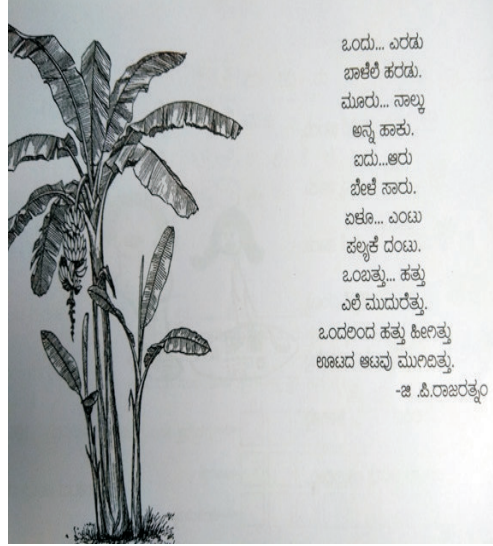 ಒಂದು... ಎರಡು
ಬಾಳೆಲೆ ಹರಡು.
ಮೂರು... ನಾಲ್ಕು
ಅನ್ನ ಹಾಕು.
ಐದು...ಆರು
ಬೇಳೆ ಸಾರು.
ಏಳೂ... ಎಂಟು
ಪಲ್ಯಕೆ ದಂಟು.
ಒಂಬತ್ತು... ಹತ್ತು
ಎಲೆ ಮುದುರೆತ್ತು.
ಒಂದರಿಂದ ಹತ್ತು ಹೀಗಿತ್ತು
ಊಟದ ಆಟವು ಮುಗಿದಿತ್ತು.
-ಜಿ .ಪಿ.ರಾಜರತ್ನಂ